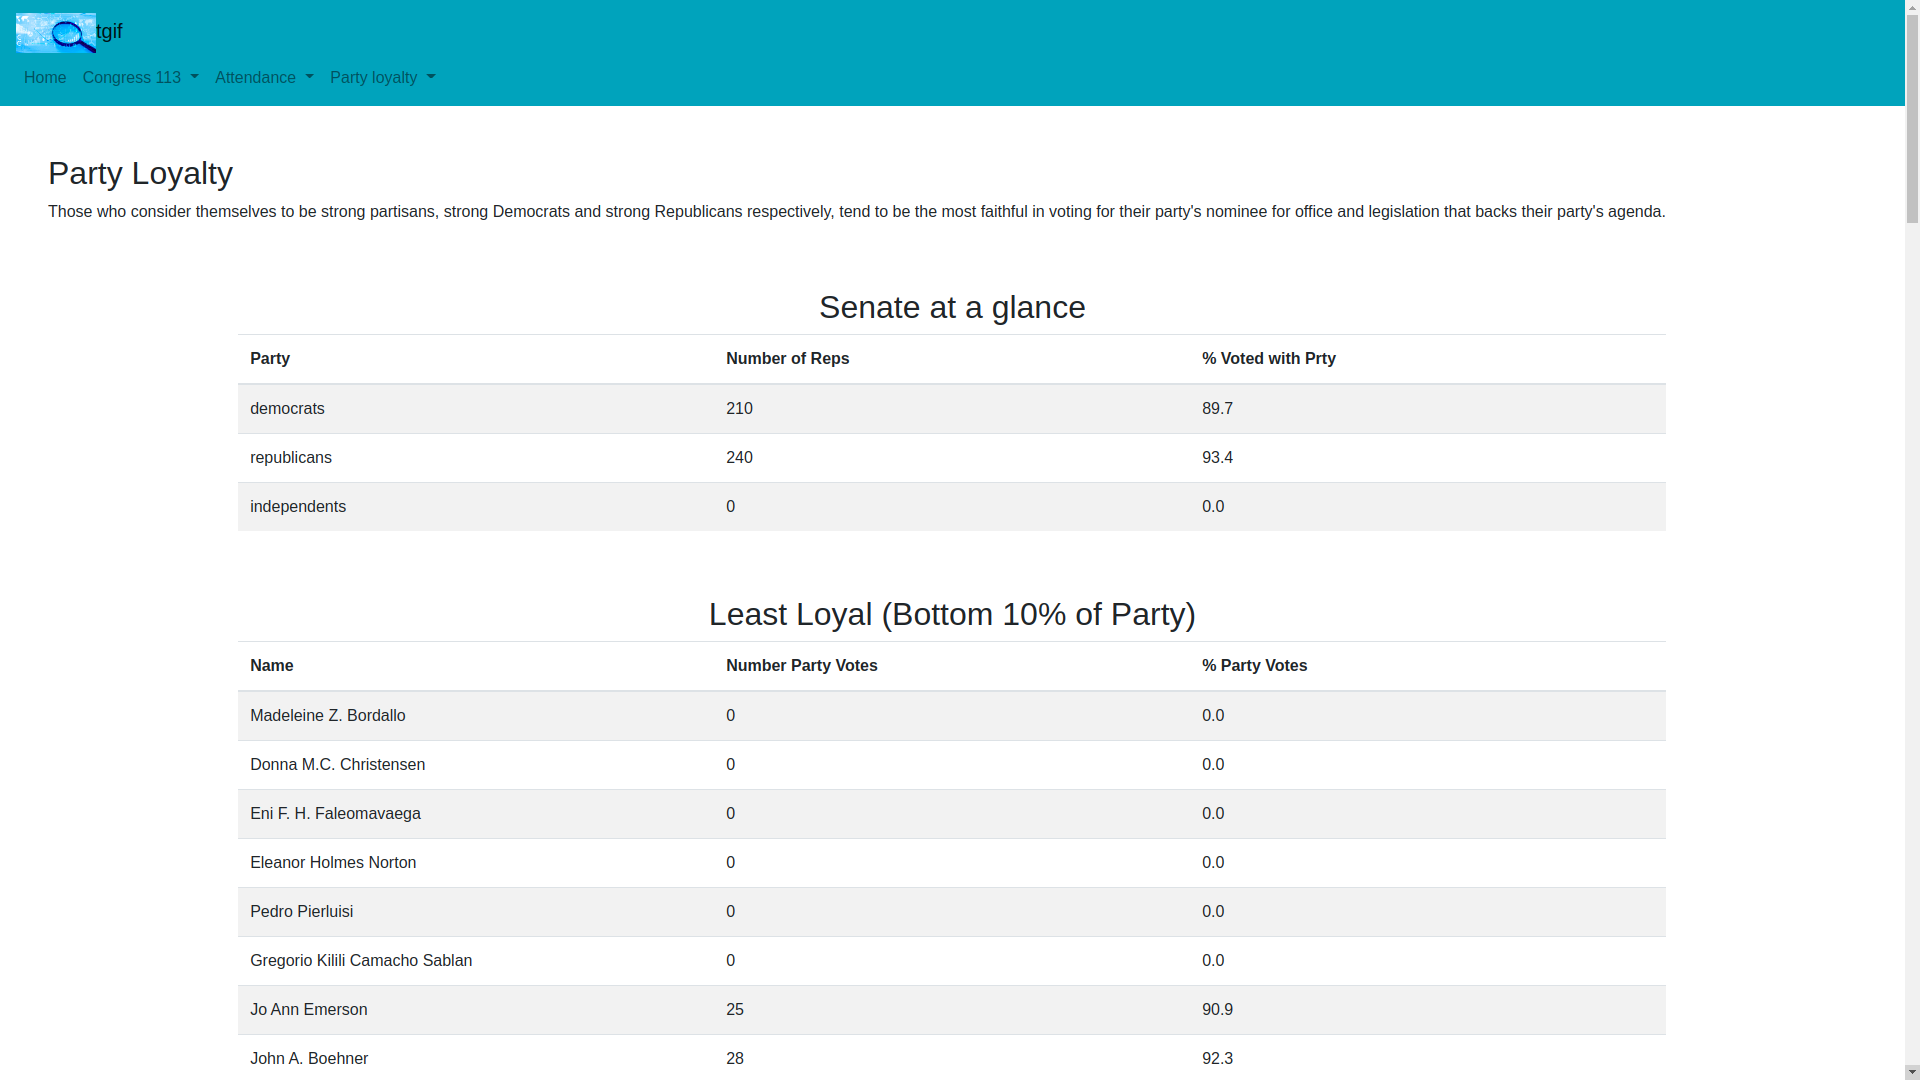 tgif
Home Congress 113 Attendance Party loyalty
Party Loyalty
Those who consider themselves to be strong partisans, strong Democrats and strong Republicans respectively, tend to be the most faithful in voting for their party's nominee for office and legislation that backs their party's agenda.
Senate at a glance
Party Number of Reps % Voted with Prty
democrats 210 89.7
republicans 240 93.4
independents 0 0.0
Least Loyal (Bottom 10% of Party)
Name Number Party Votes % Party Votes
Madeleine Z. Bordallo 0 0.0
Donna M.C. Christensen 0 0.0
Eni F. H. Faleomavaega 0 0.0
Eleanor Holmes Norton 0 0.0
Pedro Pierluisi 0 0.0
Gregorio Kilili Camacho Sablan 0 0.0
Jo Ann Emerson 25 90.9
John A. Boehner 28 92.3